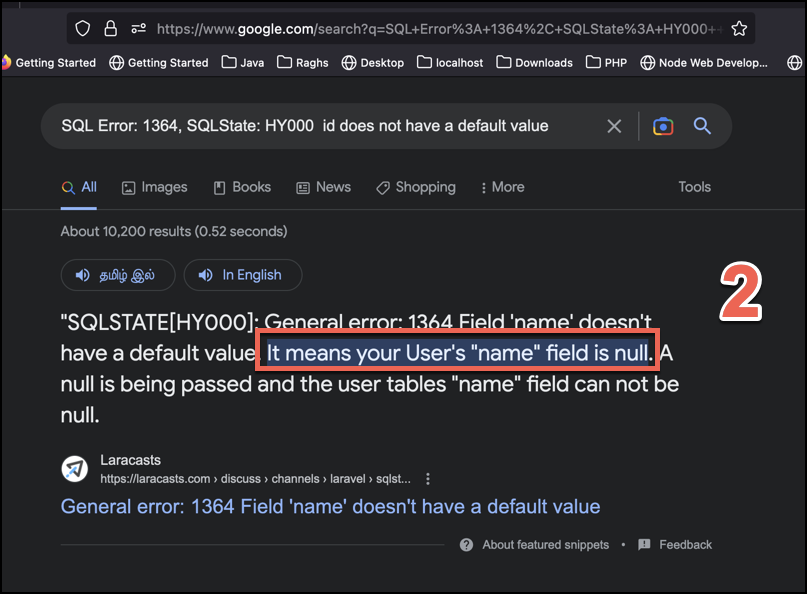 https://www.google.com/search?q=SQL+Error%3A+1364%2C+SQLState%3A+HY000++
Getting Started Getting Started Java Raghs Desktop localhost Downloads PHP Node Web Develop...
SQL Error: 1364, SQLState: HY000  id does not have a default value
All Images Books News Shopping More Tools
About 10,200 results (0.52 seconds)
தமிழ் இல் In English
2
"SQLSTATE[HY000]: General error: 1364 Field 'name' doesn't
have a default value. It means your User's "name" field is null. A
null is being passed and the user tables "name" field can not be
null.
Laracasts
https://laracasts.com › discuss › channels › laravel › sqlst...
General error: 1364 Field 'name' doesn't have a default value
About featured snippets • Feedback